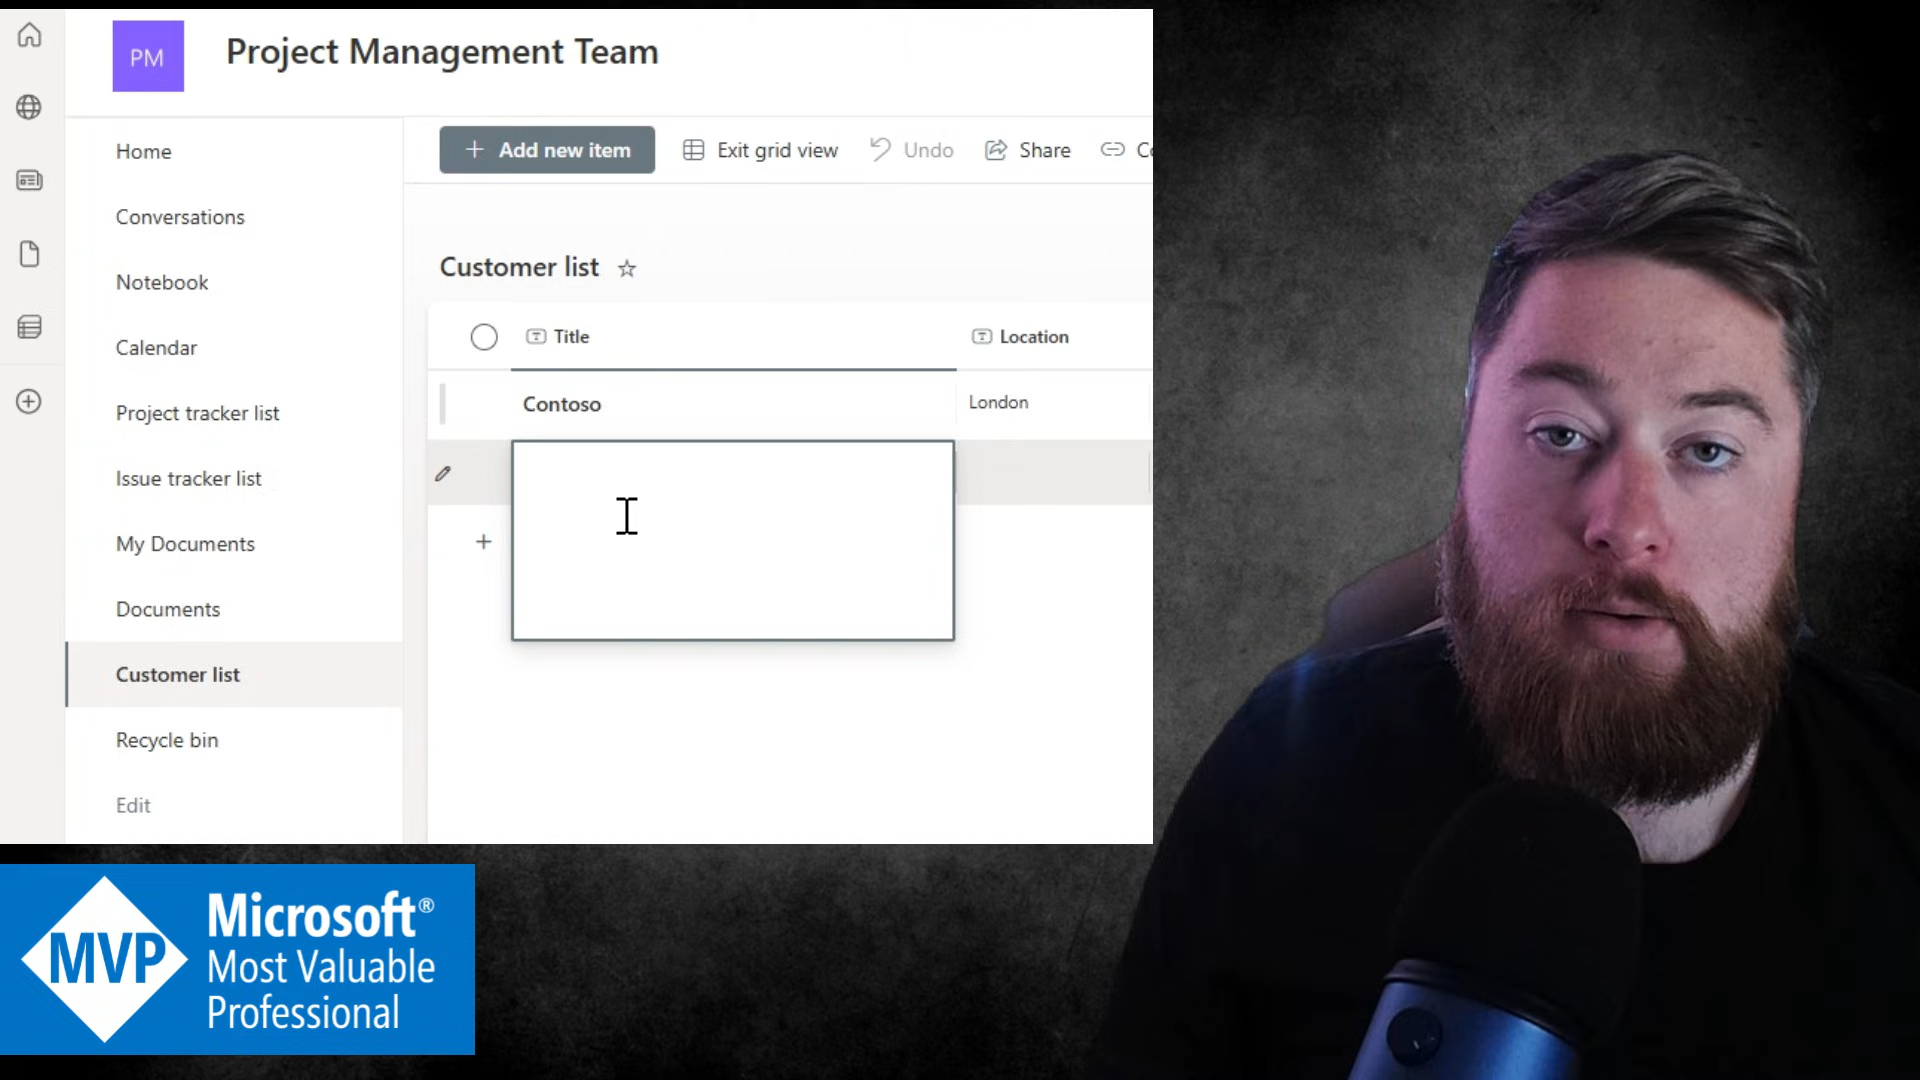 PM
Project Management Team
Home
Conversations
Notebook
Calendar
Project tracker list
Issue tracker list
My Documents
Documents
Customer list
Recycle bin
Edit
+ Add new item
Exit grid view
Undo
Share
Customer list
Title
Location
Contoso
London
MVP
Microsoft®
Most Valuable
Professional